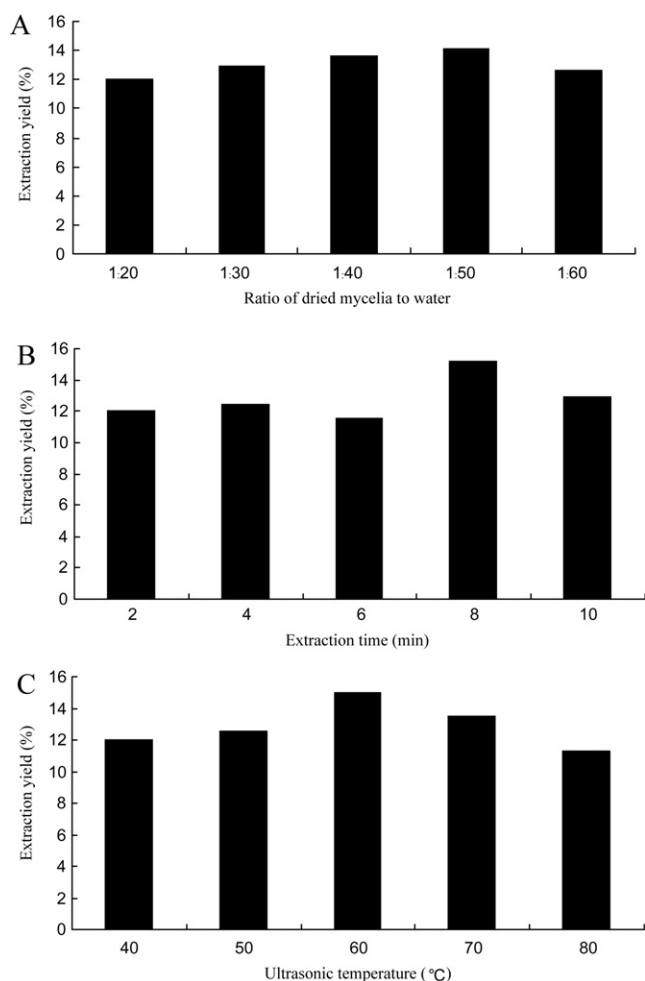 A
Extraction yield (%)
16
14
12
10
8
6
4
2
0
1:20 1:30 1:40 1:50 1:60
Ratio of dried mycelia to water
B
Extraction yield (%)
16
14
12
10
8
6
4
2
0
2 4 6 8 10
Extraction time (min)
C
Extraction yield (%)
16
14
12
10
8
6
4
2
0
40 50 60 70 80
Ultrasonic temperature (℃)